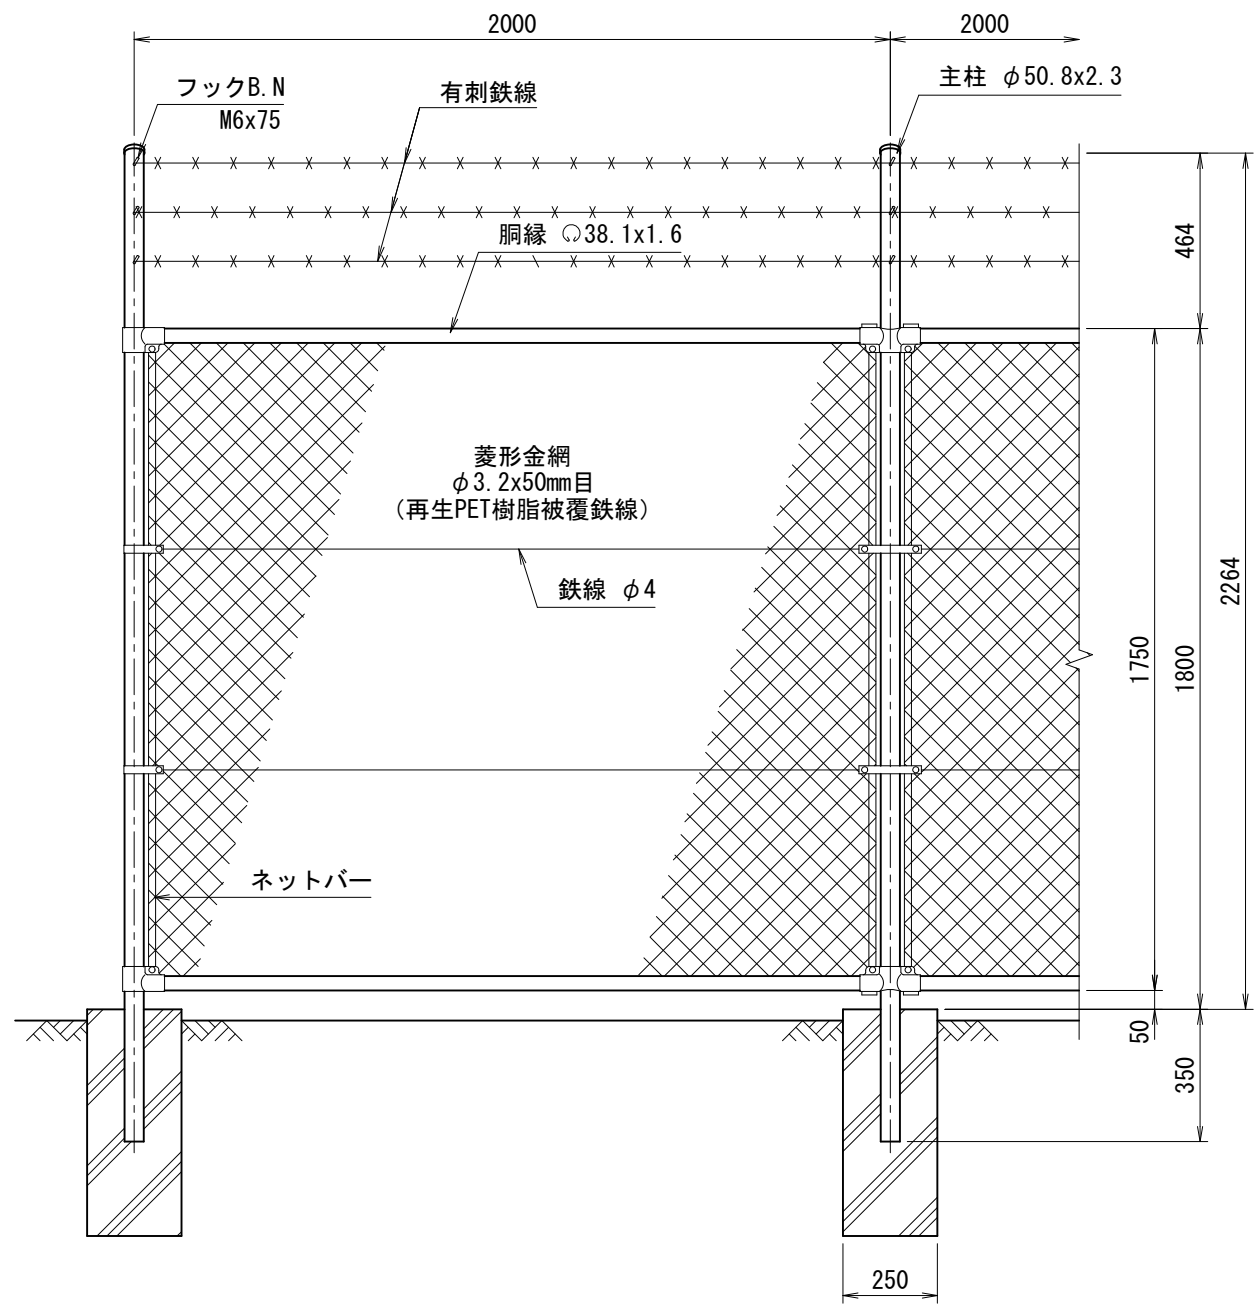 2000
2000
フックB.N
M6x75
有刺鉄線
主柱 φ50.8x2.3
胴縁 38.1x1.6
464
菱形金網
φ3.2x50mm目
(再生PET樹脂被覆鉄線)
鉄線 φ4
2264
1750
1800
ネットバー
50
350
250